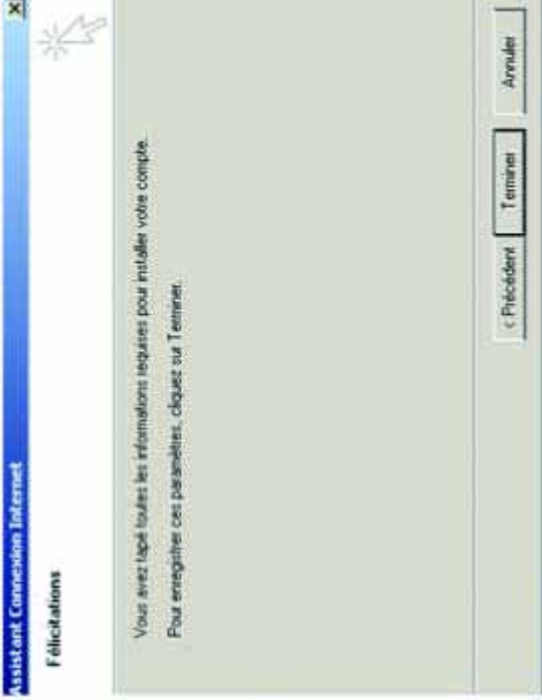 Assistant Connexion Internet
Félicitations
Vous avez tapé toutes les informations requises pour installer votre compte.
Pour enregistrer ces paramètres, cliquez sur Terminer.
< Précédent
Terminer
Annuler